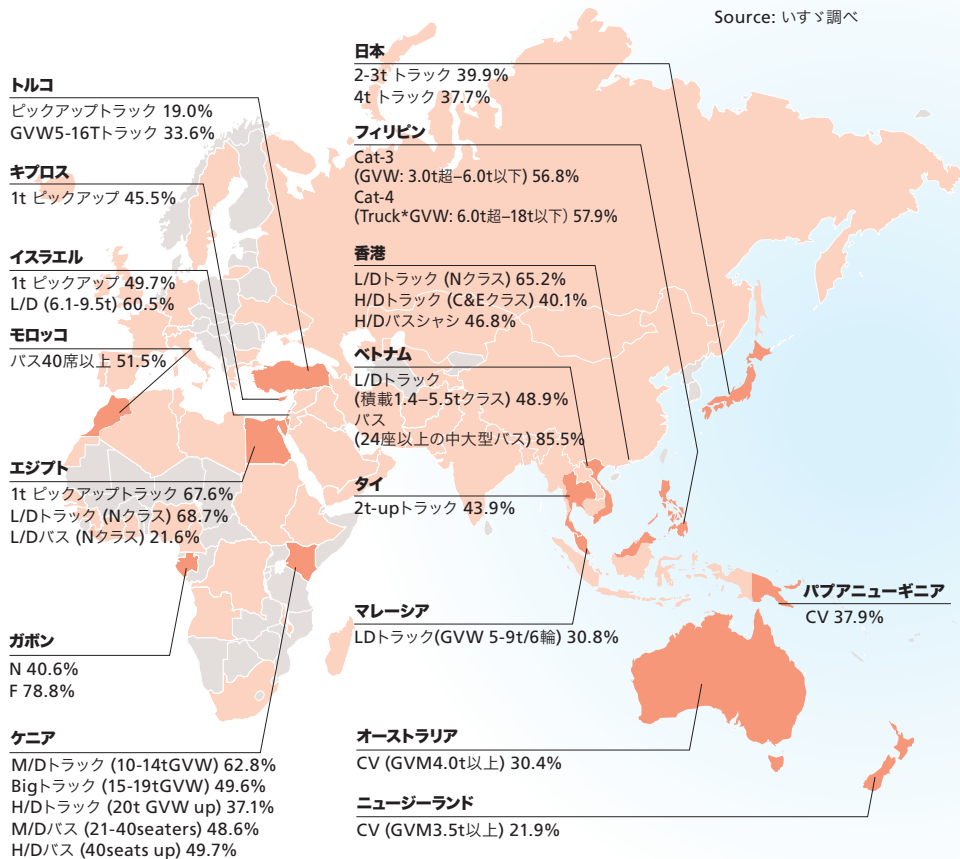 Source: いすゞ調べ
トルコ
ピックアップトラック 19.0%
GVW5-16Tトラック 33.6%
キプロス
1t ピックアップ 45.5%
イスラエル
1t ピックアップ 49.7%
L/D (6.1-9.5t) 60.5%
モロッコ
バス40席以上 51.5%
エジプト
1t ピックアップトラック 67.6%
L/Dトラック (Nクラス) 68.7%
L/Dバス (Nクラス) 21.6%
ガボン
N 40.6%
F 78.8%
ケニア
M/Dトラック (10-14tGVW) 62.8%
Bigトラック (15-19tGVW) 49.6%
H/Dトラック (20t GVW up) 37.1%
M/Dバス (21-40seaters) 48.6%
H/Dバス (40seats up) 49.7%
日本
2-3t トラック 39.9%
4t トラック 37.7%
フィリピン
Cat-3
(GVW: 3.0t超–6.0t以下) 56.8%
Cat-4
(Truck*GVW: 6.0t超–18t以下) 57.9%
香港
L/Dトラック (Nクラス) 65.2%
H/Dトラック (C&Eクラス) 40.1%
H/Dバスシャシ 46.8%
ベトナム
L/Dトラック
(積載1.4–5.5tクラス) 48.9%
バス
(24座以上の中大型バス) 85.5%
タイ
2t-upトラック 43.9%
マレーシア
LDトラック(GVW 5-9t/6輪) 30.8%
パプアニューギニア
CV 37.9%
オーストラリア
CV (GVM4.0t以上) 30.4%
ニュージーランド
CV (GVM3.5t以上) 21.9%